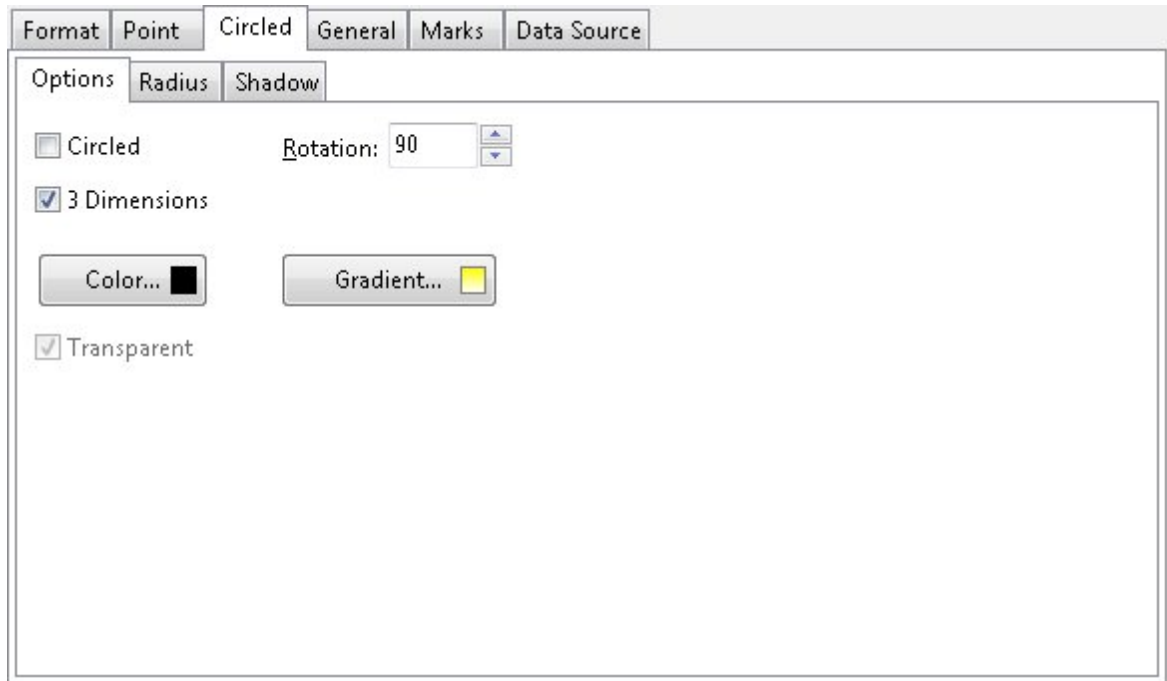 Format Point Circled General Marks Data Source
Options Radius Shadow
Circled Rotation: 90
3 Dimensions
Color... Gradient...
Transparent